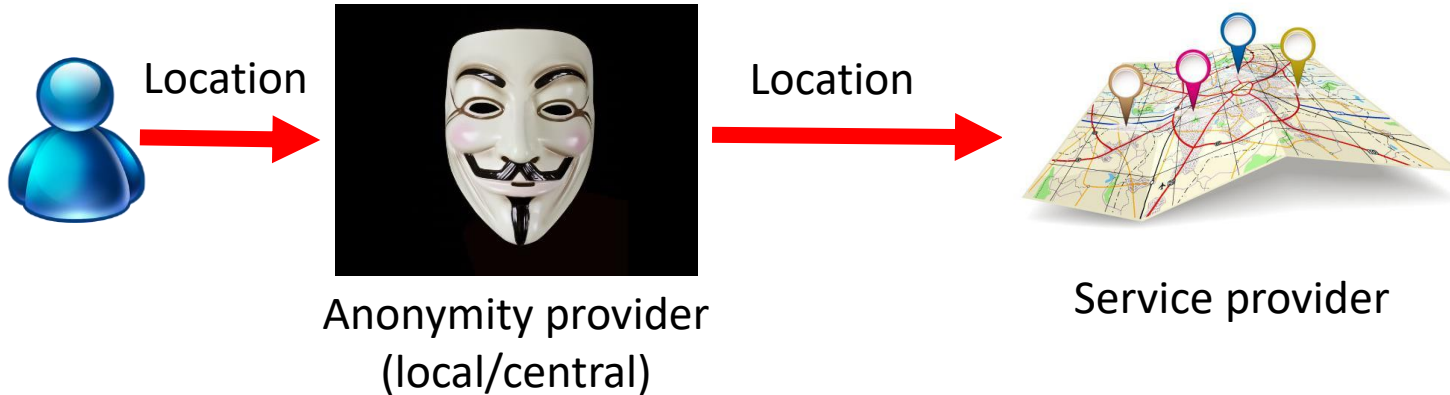 Location
Location
Anonymity provider
(local/central)
Service provider